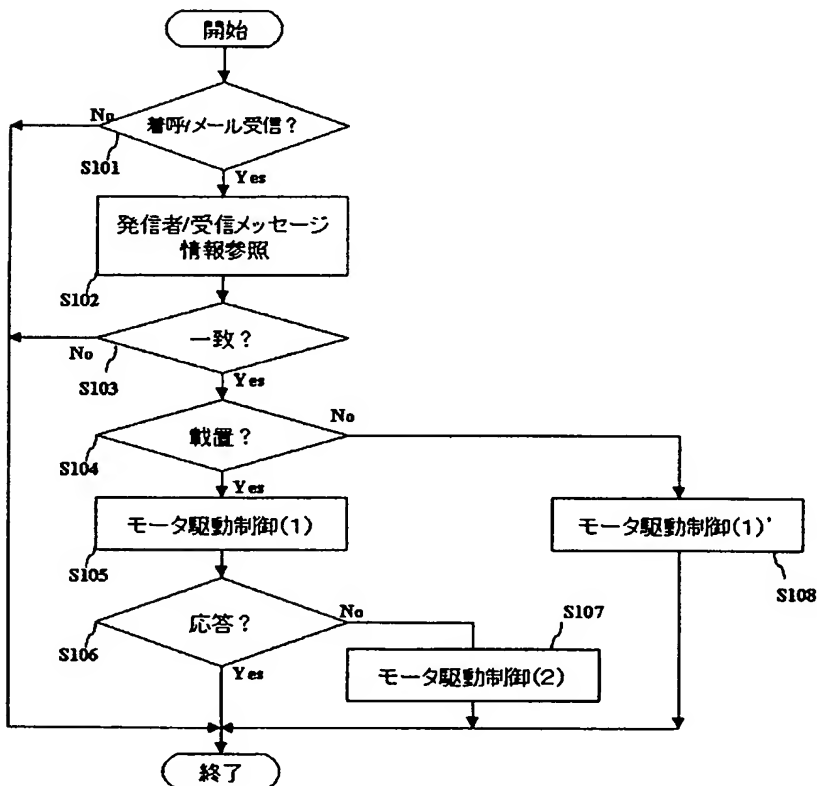 開始
No
着呼/メール受信?
S101
Yes
発信者/受信メッセージ
情報参照
S102
一致?
No
S103
Yes
載置?
No
S104
Yes
モータ駆動制御(1)
モータ駆動制御(1)'
S105
S108
応答?
No
S107
S106
Yes
モータ駆動制御(2)
終了